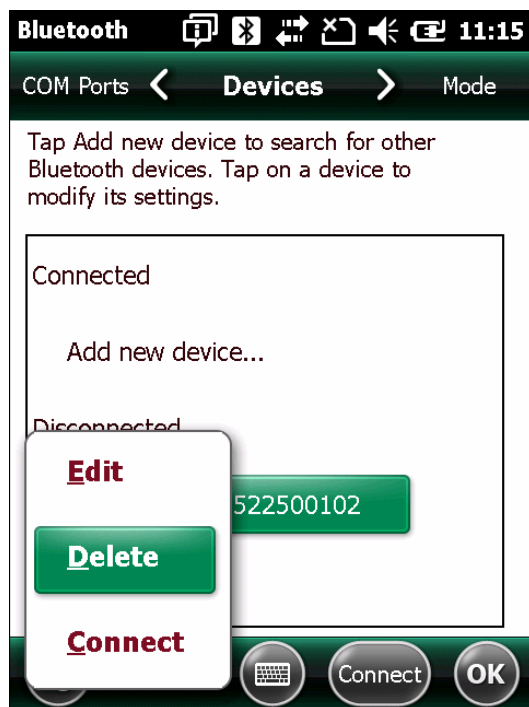 Bluetooth 11:15
COM Ports Devices Mode
Tap Add new device to search for other
Bluetooth devices. Tap on a device to
modify its settings.
Connected
Add new device...
Disconnected
522500102
Edit
Delete
Connect
Connect OK